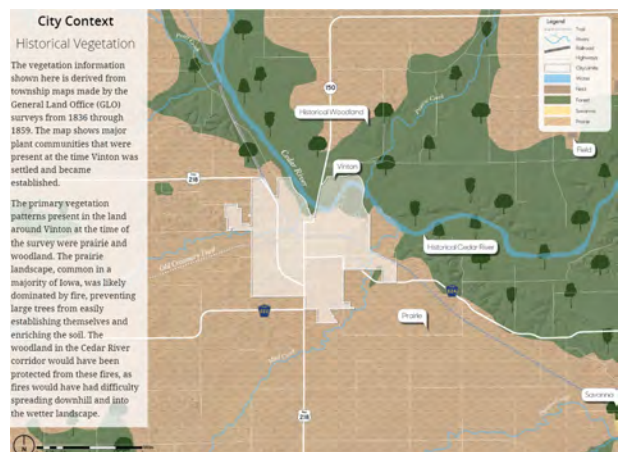 City Context
Historical Vegetation
The vegetation information
shown here is derived from
township maps made by the
General Land Office (GLO)
surveys from 1836 through
1859. The map shows major
plant communities that were
present at the time Vinton was
settled and became
established.
The primary vegetation
patterns present in the land
around Vinton at the time of
the survey were prairie and
woodland. The prairie
landscape, common in a
majority of Iowa, was likely
dominated by fire, preventing
large trees from easily
establishing themselves and
enriching the soil. The
woodland in the Cedar River
corridor would have been
protected from these fires, as
fires would have had difficulty
spreading downhill and into
the wetter landscape.
N
150
Historical Woodland
Vinton
Cedar River
218
Historical Cedar River
Prairie
218
Savanna
Field
Legend
Trail
Rivers
Railroad
Highways
City Limits
Water
Field
Forest
Savanna
Prairie